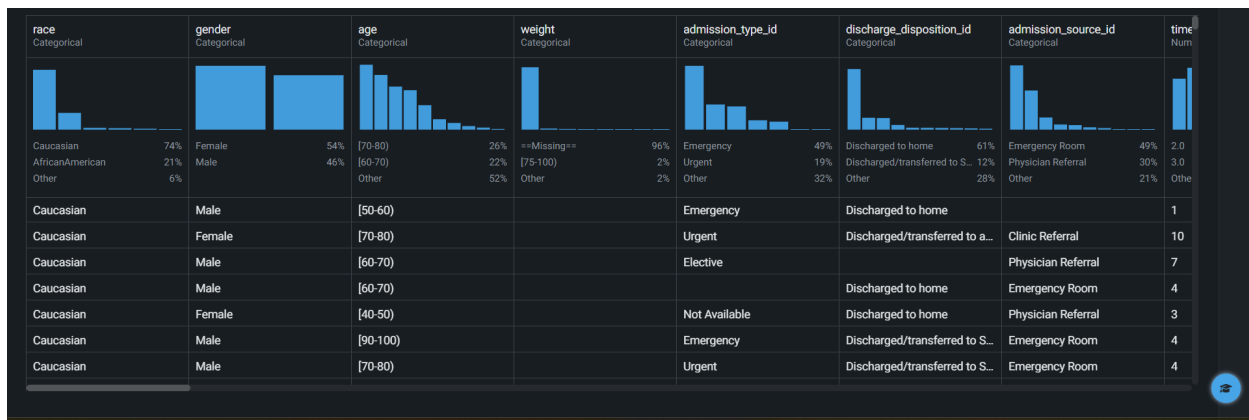 race gender age weight admission_type_id discharge_disposition_id admission_source_id time
Categorical Categorical Categorical Categorical Categorical Categorical Categorical Num
Caucasian 74% Female 54% [70-80) 26% ==Missing== 96% Emergency 49% Discharged to home 61% Emergency Room 49% 2.0
AfricanAmerican 21% Male 46% [60-70) 22% [75-100) 2% Urgent 19% Discharged/transferred to S... 12% Physician Referral 30% 3.0
Other 6% Other 52% Other 2% Other 32% Other 28% Other 21% Othe
Caucasian Male [50-60) Emergency Discharged to home 1
Caucasian Female [70-80) Urgent Discharged/transferred to a... Clinic Referral 10
Caucasian Male [60-70) Elective Physician Referral 7
Caucasian Male [60-70) Discharged to home Emergency Room 4
Caucasian Female [40-50) Not Available Discharged to home Physician Referral 3
Caucasian Male [90-100) Emergency Discharged/transferred to S... Emergency Room 4
Caucasian Male [70-80) Urgent Discharged/transferred to S... Emergency Room 4